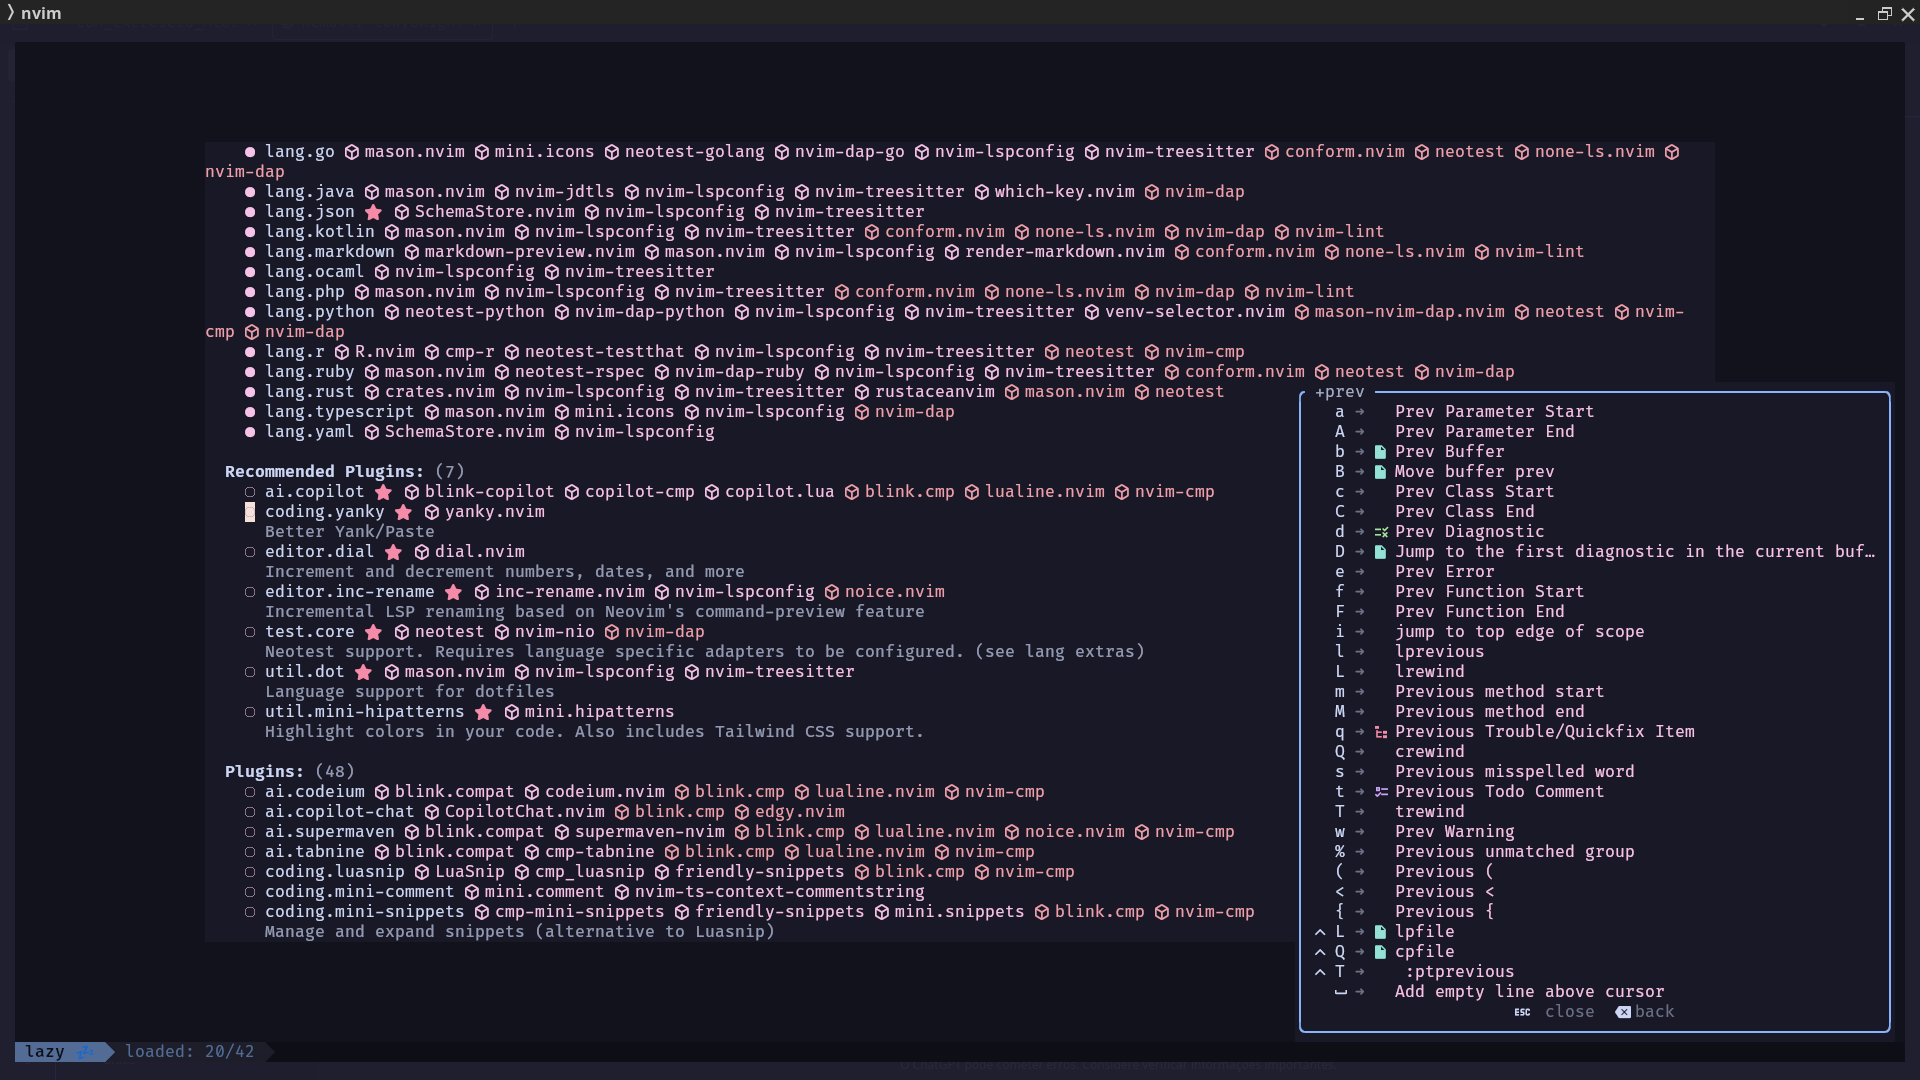 nvim
lang.go mason.nvim mini.icons neotest-golang nvim-dap-go nvim-lspconfig nvim-treesitter conform.nvim neotest none-ls.nvim
nvim-dap
lang.java mason.nvim nvim-jdtls nvim-lspconfig nvim-treesitter which-key.nvim nvim-dap
lang.json SchemaStore.nvim nvim-lspconfig nvim-treesitter
lang.kotlin mason.nvim nvim-lspconfig nvim-treesitter conform.nvim none-ls.nvim nvim-dap nvim-lint
lang.markdown markdown-preview.nvim mason.nvim nvim-lspconfig render-markdown.nvim conform.nvim none-ls.nvim nvim-lint
lang.ocaml nvim-lspconfig nvim-treesitter
lang.php mason.nvim nvim-lspconfig nvim-treesitter conform.nvim none-ls.nvim nvim-dap nvim-lint
lang.python neotest-python nvim-dap-python nvim-lspconfig nvim-treesitter venv-selector.nvim mason-nvim-dap.nvim neotest nvim-
cmp nvim-dap
lang.r R.nvim cmp-r neotest-testthat nvim-lspconfig nvim-treesitter neotest nvim-cmp
lang.ruby mason.nvim neotest-rspec nvim-dap-ruby nvim-lspconfig nvim-treesitter conform.nvim neotest nvim-dap
lang.rust crates.nvim nvim-lspconfig nvim-treesitter rustaceanvim mason.nvim neotest
lang.typescript mason.nvim mini.icons nvim-lspconfig nvim-dap
lang.yaml SchemaStore.nvim nvim-lspconfig
Recommended Plugins: (7)
ai.copilot blink-copilot copilot-cmp copilot.lua blink.cmp lualine.nvim nvim-cmp
coding.yanky yanky.nvim
Better Yank/Paste
editor.dial dial.nvim
Increment and decrement numbers, dates, and more
editor.inc-rename inc-rename.nvim nvim-lspconfig noice.nvim
Incremental LSP renaming based on Neovim's command-preview feature
test.core neotest nvim-nio nvim-dap
Neotest support. Requires language specific adapters to be configured. (see lang extras)
util.dot mason.nvim nvim-lspconfig nvim-treesitter
Language support for dotfiles
util.mini-hipatterns mini.hipatterns
Highlight colors in your code. Also includes Tailwind CSS support.
Plugins: (48)
ai.codeium blink.compat codeium.nvim blink.cmp lualine.nvim nvim-cmp
ai.copilot-chat CopilotChat.nvim blink.cmp edgy.nvim
ai.supermaven blink.compat supermaven-nvim blink.cmp lualine.nvim noice.nvim nvim-cmp
ai.tabnine blink.compat cmp-tabnine blink.cmp lualine.nvim nvim-cmp
coding.luasnip LuaSnip cmp_luasnip friendly-snippets blink.cmp nvim-cmp
coding.mini-comment mini.comment nvim-ts-context-commentstring
coding.mini-snippets cmp-mini-snippets friendly-snippets mini.snippets blink.cmp nvim-cmp
Manage and expand snippets (alternative to Luasnip)
+prev
a → Prev Parameter Start
A → Prev Parameter End
b → Prev Buffer
B → Move buffer prev
c → Prev Class Start
C → Prev Class End
d → Prev Diagnostic
D → Jump to the first diagnostic in the current buf…
e → Prev Error
f → Prev Function Start
F → Prev Function End
i → jump to top edge of scope
l → lprevious
L → lrewind
m → Previous method start
M → Previous method end
q → Previous Trouble/Quickfix Item
Q → crewind
s → Previous misspelled word
t → Previous Todo Comment
T → trewind
w → Prev Warning
% → Previous unmatched group
( → Previous (
< → Previous <
{ → Previous {
^ L → lpfile
^ Q → cpfile
^ T → :ptprevious
→ Add empty line above cursor
ESC close back
lazy loaded: 20/42
O ChatGPT pode cometer erros. Considere verificar informações importantes.